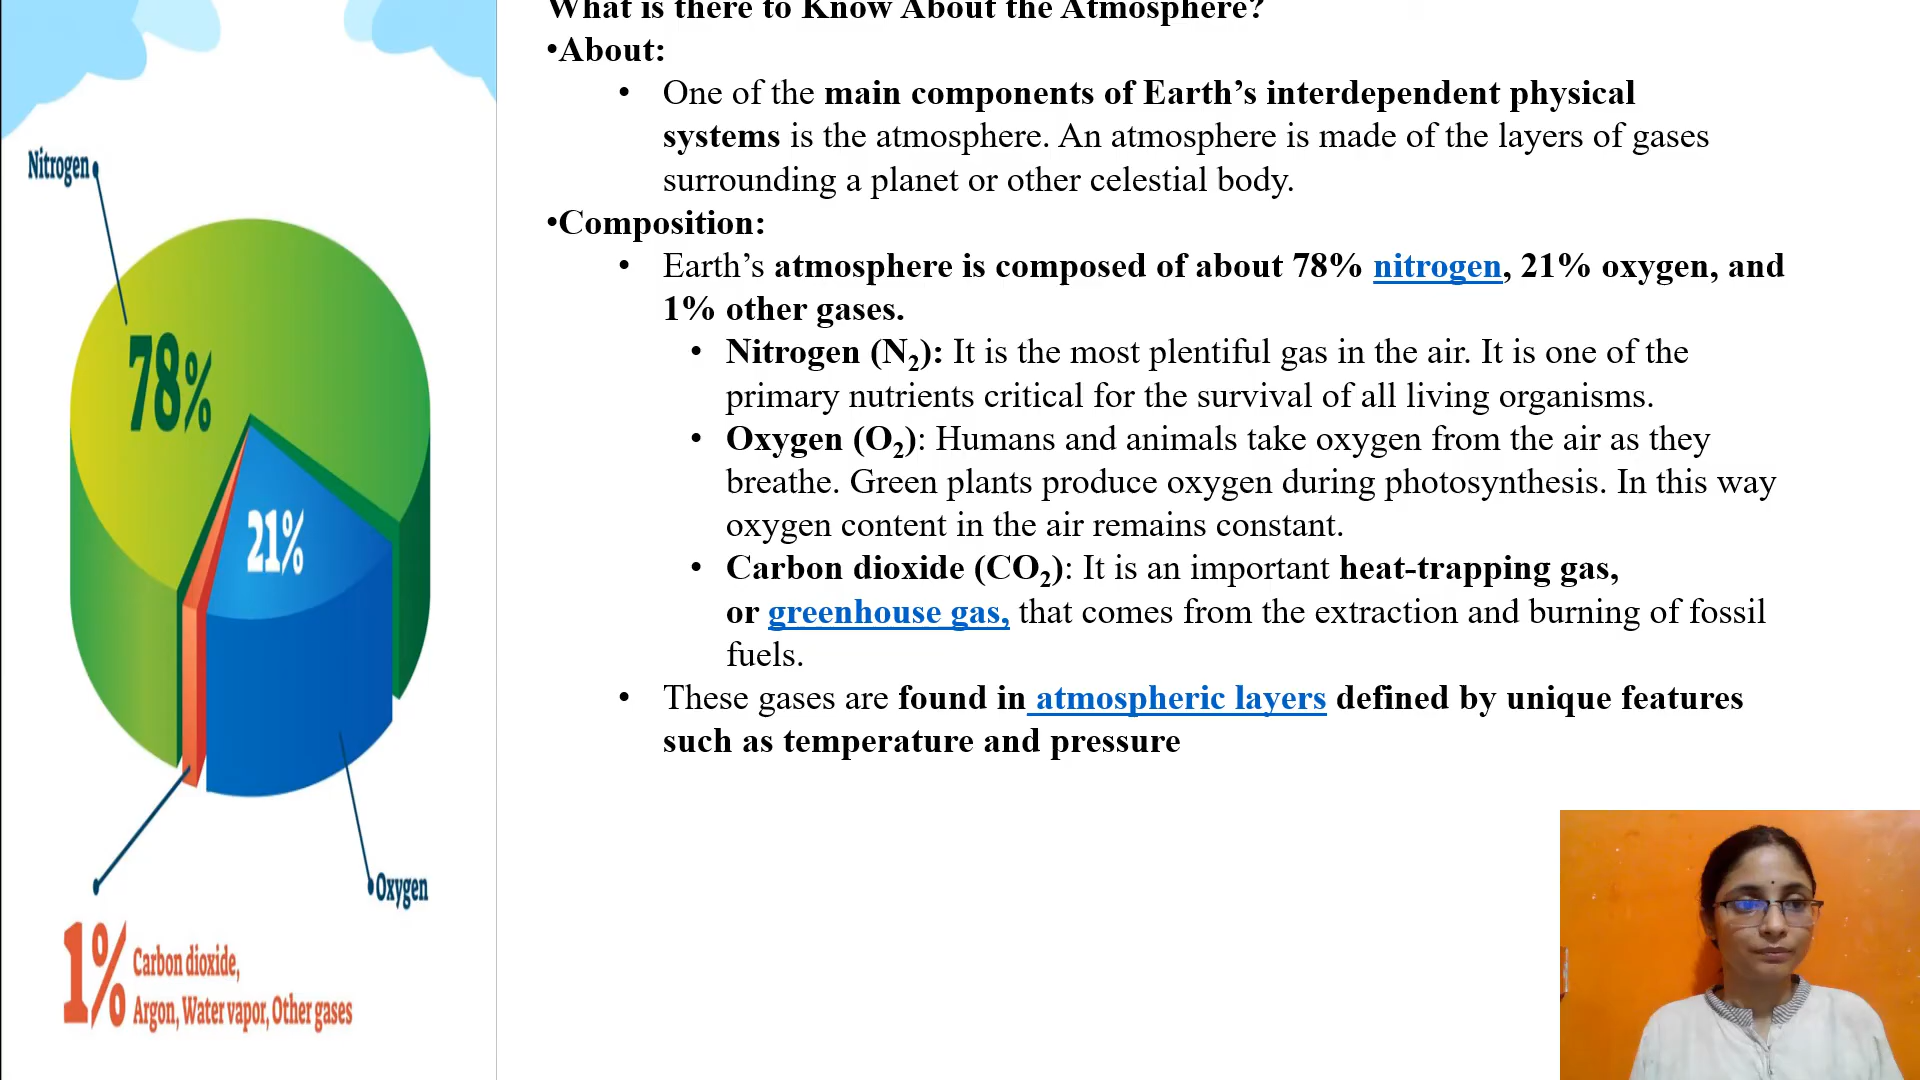 What is there to Know About the Atmosphere?
•About:
• One of the main components of Earth’s interdependent physical
systems is the atmosphere. An atmosphere is made of the layers of gases
surrounding a planet or other celestial body.
•Composition:
• Earth’s atmosphere is composed of about 78% nitrogen, 21% oxygen, and
1% other gases.
• Nitrogen (N₂): It is the most plentiful gas in the air. It is one of the
primary nutrients critical for the survival of all living organisms.
• Oxygen (O₂): Humans and animals take oxygen from the air as they
breathe. Green plants produce oxygen during photosynthesis. In this way
oxygen content in the air remains constant.
• Carbon dioxide (CO₂): It is an important heat-trapping gas,
or greenhouse gas, that comes from the extraction and burning of fossil
fuels.
• These gases are found in atmospheric layers defined by unique features
such as temperature and pressure
Nitrogen
78%
21%
Oxygen
1% Carbon dioxide,
Argon, Water vapor, Other gases